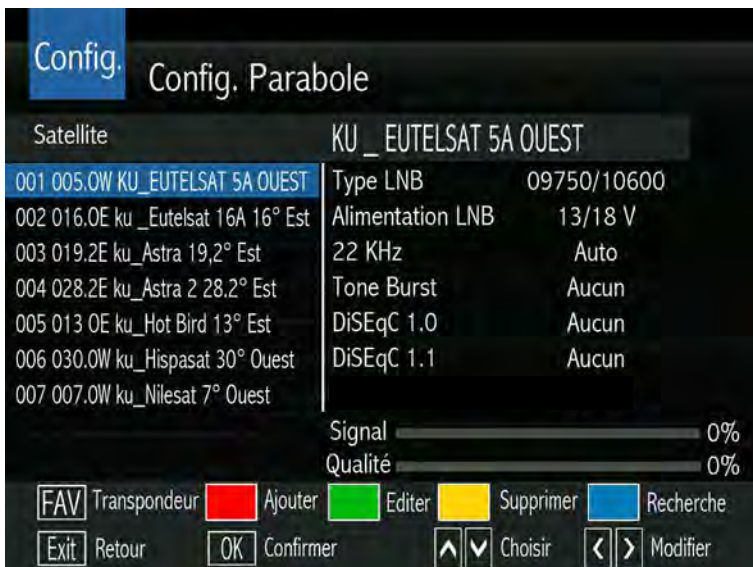 Config. Config. Parabole
Satellite KU _ EUTELSAT 5A OUEST
001 005.0W KU_EUTELSAT 5A OUEST Type LNB 09750/10600
002 016.0E ku _Eutelsat 16A 16° Est Alimentation LNB 13/18 V
003 019.2E ku_Astra 19,2° Est 22 KHz Auto
004 028.2E ku_Astra 2 28.2° Est Tone Burst Aucun
005 013 0E ku_Hot Bird 13° Est DiSEqC 1.0 Aucun
006 030.0W ku_Hispasat 30° Ouest DiSEqC 1.1 Aucun
007 007.0W ku_Nilesat 7° Ouest
Signal 0%
Qualité 0%
FAV Transpondeur Ajouter Editer Supprimer Recherche
Exit Retour OK Confirmer Choisir Modifier